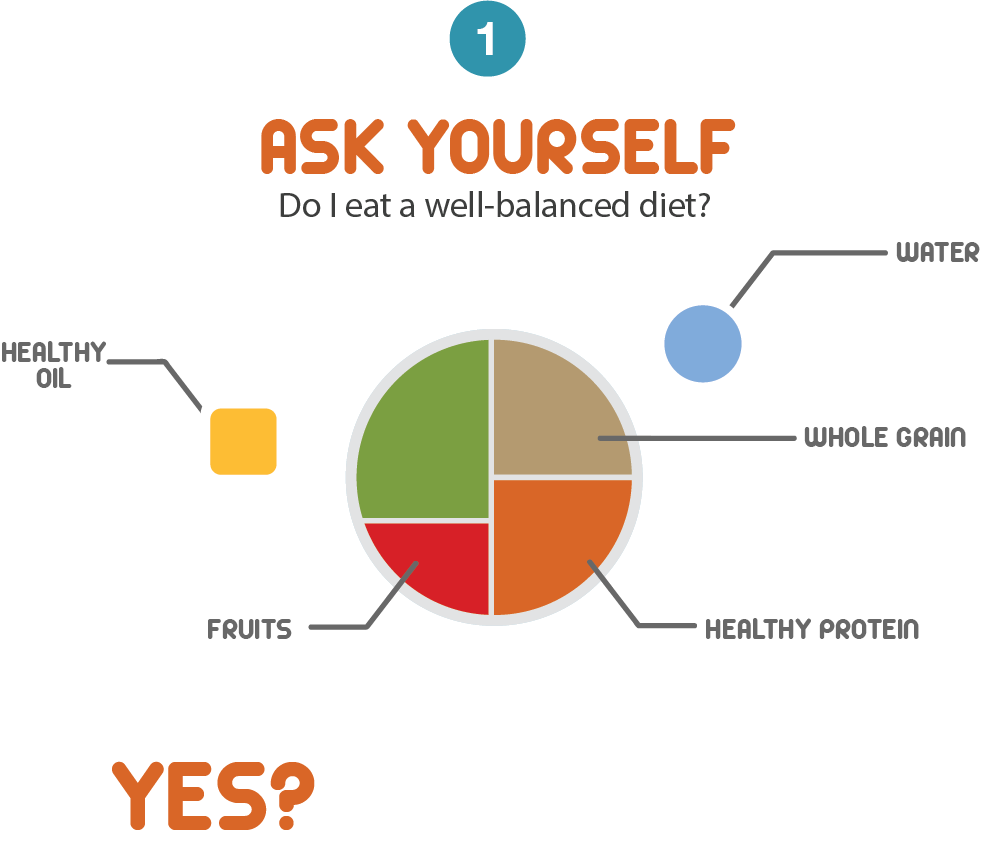 1
ASK YOURSELF
Do I eat a well-balanced diet?
WATER
HEALTHY
OIL
WHOLE GRAIN
FRUITS
HEALTHY PROTEIN
YES?